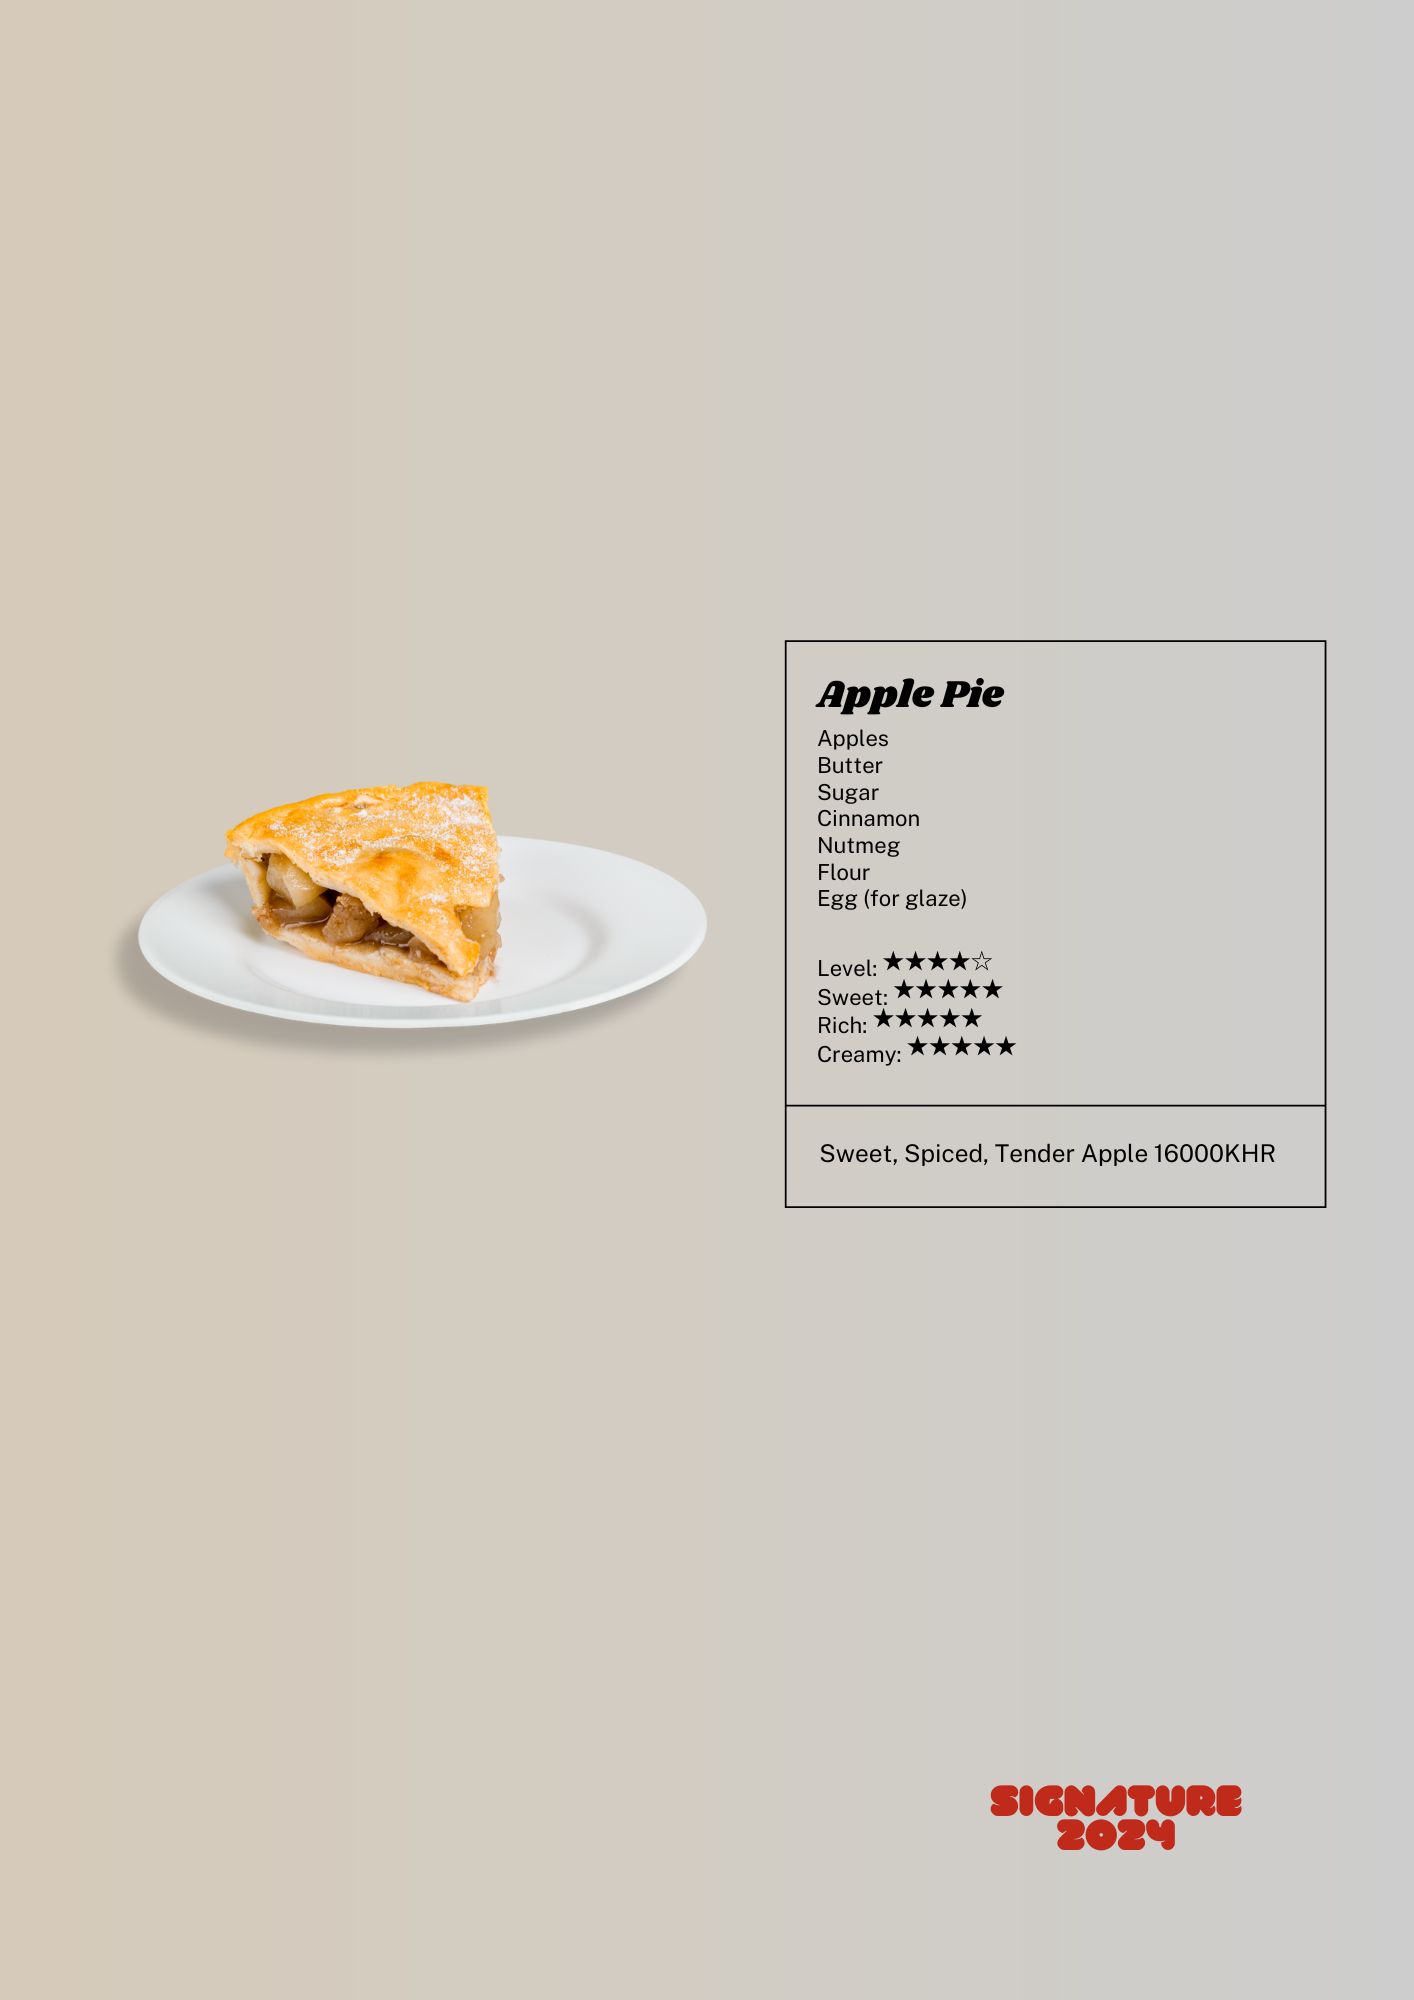 Apple Pie
Apples
Butter
Sugar
Cinnamon
Nutmeg
Flour
Egg (for glaze)
Level: ★★★★☆
Sweet: ★★★★★
Rich: ★★★★★
Creamy: ★★★★★
Sweet, Spiced, Tender Apple 16000KHR
SIGNATURE
2024